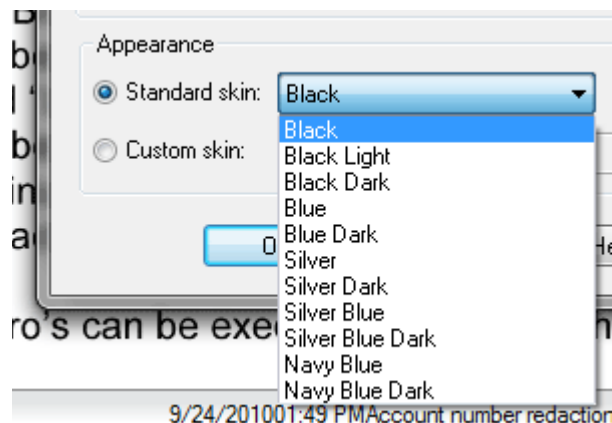 Appearance
Standard skin: Black
Black
Custom skin:
Black Light
Black Dark
Blue
Blue Dark
Silver
Silver Dark
Silver Blue
Silver Blue Dark
Navy Blue
Navy Blue Dark
ro's can be exe
9/24/201001:49 PMAccount number redaction